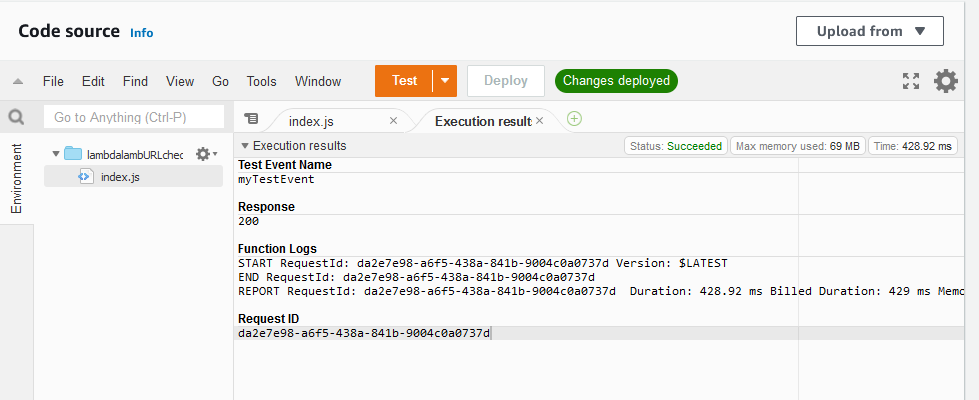 Code source Info
Upload from
File Edit Find View Go Tools Window Test Deploy Changes deployed
Go to Anything (Ctrl-P)
index.js
Execution results
Environment
lambdalambURLchec
index.js
Execution results
Status: Succeeded
Max memory used: 69 MB
Time: 428.92 ms
Test Event Name
myTestEvent
Response
200
Function Logs
START RequestId: da2e7e98-a6f5-438a-841b-9004c0a0737d Version: $LATEST
END RequestId: da2e7e98-a6f5-438a-841b-9004c0a0737d
REPORT RequestId: da2e7e98-a6f5-438a-841b-9004c0a0737d Duration: 428.92 ms Billed Duration: 429 ms Memo
Request ID
da2e7e98-a6f5-438a-841b-9004c0a0737d